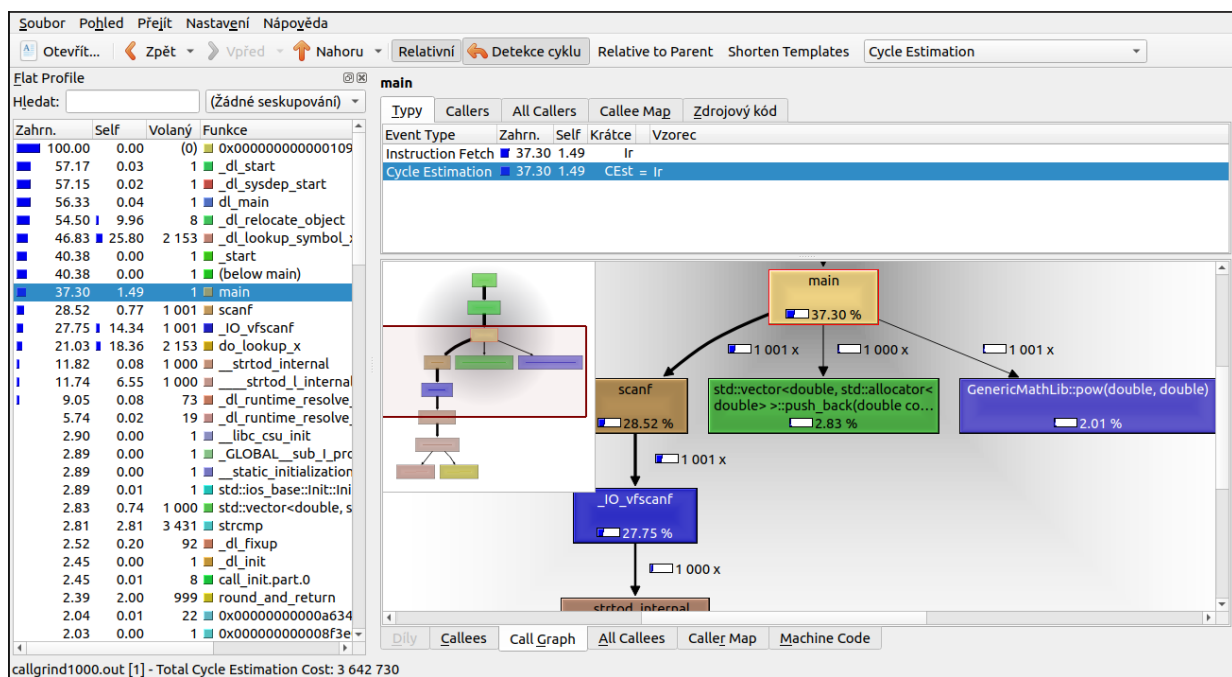 Soubor Pohled Přejít Nastavení Nápověda
Otevřít... Zpět Vpřed Nahoru Relativní Detekce cyklu Relative to Parent Shorten Templates Cycle Estimation
Flat Profile
Hledat: (Žádné seskupování)
Zahrn. Self Volaný Funkce
100.00 0.00 (0) 0x000000000000109
57.17 0.03 1 _dl_start
57.15 0.02 1 _dl_sysdep_start
56.33 0.04 1 dl_main
54.50 9.96 8 _dl_relocate_object
46.83 25.80 2 153 _dl_lookup_symbol_x
40.38 0.00 1 _start
40.38 0.00 1 (below main)
37.30 1.49 1 main
28.52 0.77 1 001 scanf
27.75 14.34 1 001 _IO_vfscanf
21.03 18.36 2 153 do_lookup_x
11.82 0.08 1 000 __strtod_internal
11.74 6.55 1 000 ____strtod_l_internal
9.05 0.08 73 _dl_runtime_resolve_
5.74 0.02 19 _dl_runtime_resolve_
2.90 0.00 1 __libc_csu_init
2.89 0.00 1 _GLOBAL__sub_I_pro
2.89 0.00 1 __static_initialization
2.89 0.01 1 std::ios_base::Init::Ini
2.83 0.74 1 000 std::vector<double, s
2.81 2.81 3 431 strcmp
2.52 0.20 92 _dl_fixup
2.45 0.00 1 _dl_init
2.45 0.01 8 call_init.part.0
2.39 2.00 999 round_and_return
2.04 0.01 22 0x00000000000a634
2.03 0.00 1 0x000000000008f3e
main
Typy Callers All Callers Callee Map Zdrojový kód
Event Type Zahrn. Self Krátce Vzorec
Instruction Fetch 37.30 1.49 Ir
Cycle Estimation 37.30 1.49 CEst = Ir
main
37.30 %
1 001 x
1 000 x
1 001 x
scanf
28.52 %
std::vector<double, std::allocator<
double> >::push_back(double co...
2.83 %
GenericMathLib::pow(double, double)
2.01 %
1 001 x
_IO_vfscanf
27.75 %
1 000 x
strtod_internal
Díly Callees Call Graph All Callees Caller Map Machine Code
callgrind1000.out [1] - Total Cycle Estimation Cost: 3 642 730